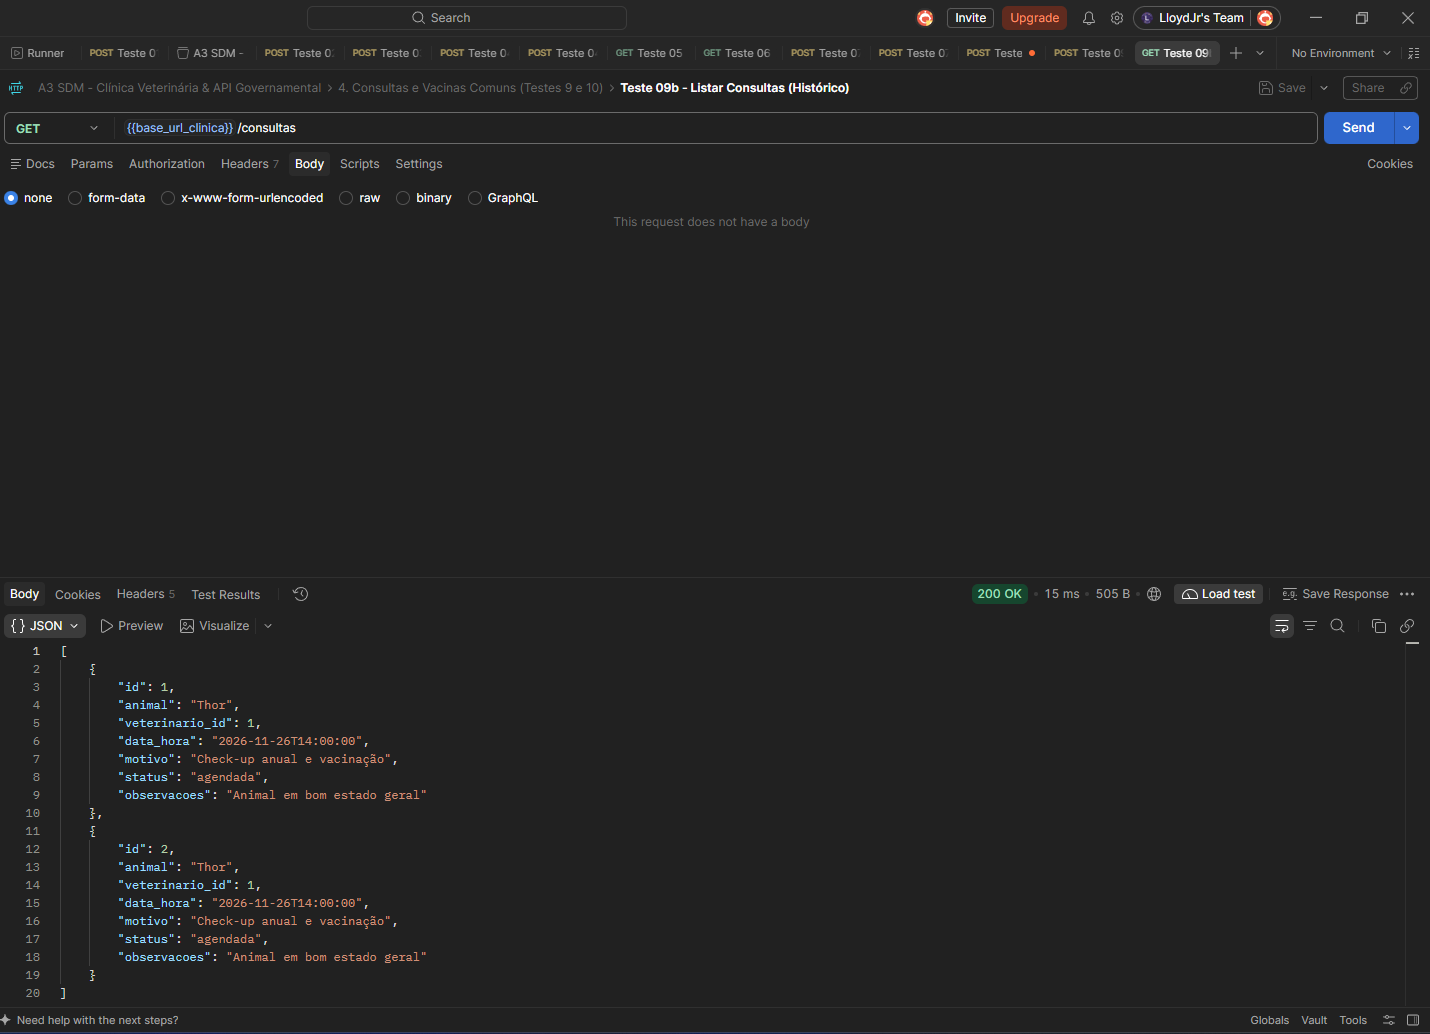 Search
Invite
Upgrade
LloydJr's Team
Runner
POST Teste 0
A3 SDM -
POST Teste 0
POST Teste 0
POST Teste 0
POST Teste 0
GET Teste 05
GET Teste 06
POST Teste 0
POST Teste 0
POST Teste
POST Teste 0
GET Teste 09
No Environment
HTTP
A3 SDM - Clínica Veterinária & API Governamental > 4. Consultas e Vacinas Comuns (Testes 9 e 10) > Teste 09b - Listar Consultas (Histórico)
Save
Share
GET
{{base_url_clinica}} /consultas
Send
Docs Params Authorization Headers 7 Body Scripts Settings
Cookies
none form-data x-www-form-urlencoded raw binary GraphQL
This request does not have a body
Body Cookies Headers 5 Test Results
200 OK • 15 ms • 505 B
Load test
e.g. Save Response
{} JSON Preview Visualize
1 [
2 {
3 "id": 1,
4 "animal": "Thor",
5 "veterinario_id": 1,
6 "data_hora": "2026-11-26T14:00:00",
7 "motivo": "Check-up anual e vacinação",
8 "status": "agendada",
9 "observacoes": "Animal em bom estado geral"
10 },
11 {
12 "id": 2,
13 "animal": "Thor",
14 "veterinario_id": 1,
15 "data_hora": "2026-11-26T14:00:00",
16 "motivo": "Check-up anual e vacinação",
17 "status": "agendada",
18 "observacoes": "Animal em bom estado geral"
19 }
20 ]
Need help with the next steps?
Globals Vault Tools